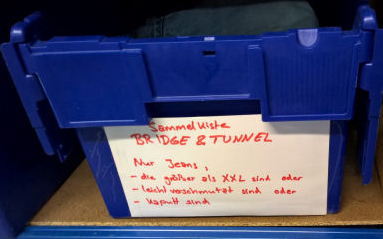 Sammelkiste
BRIDGE & TUNNEL
Nur Jeans,
- die größer als XXL sind oder
- leicht verschmutzt sind oder
- kaputt sind